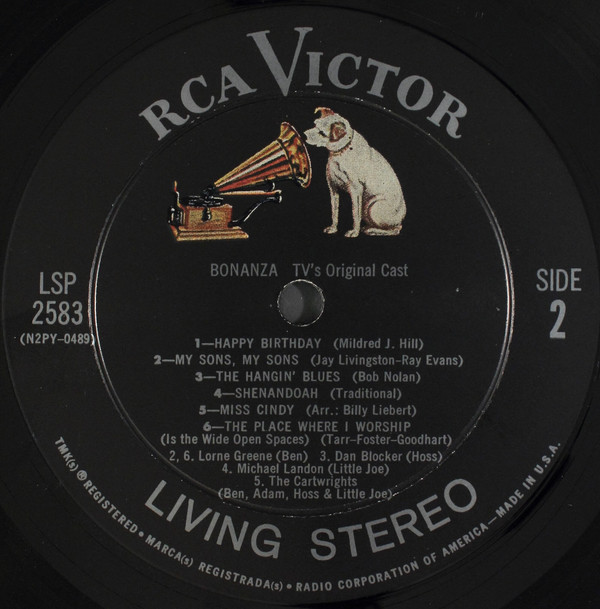 RCA VICTOR
BONANZA TV's Original Cast
LSP
2583
(N2PY-0489)
SIDE
2
1—HAPPY BIRTHDAY (Mildred J. Hill)
2—MY SONS, MY SONS (Jay Livingston-Ray Evans)
3—THE HANGIN' BLUES (Bob Nolan)
4—SHENANDOAH (Traditional)
5—MISS CINDY (Arr.: Billy Liebert)
6—THE PLACE WHERE I WORSHIP
(Is the Wide Open Spaces) (Tarr-Foster-Goodhart)
2, 6. Lorne Greene (Ben) 3. Dan Blocker (Hoss)
4. Michael Landon (Little Joe)
5. The Cartwrights
(Ben, Adam, Hoss & Little Joe)
LIVING STEREO
TMK(s) ® REGISTERED • MARCA(s) REGISTRADA(s) • RADIO CORPORATION OF AMERICA—MADE IN U.S.A.